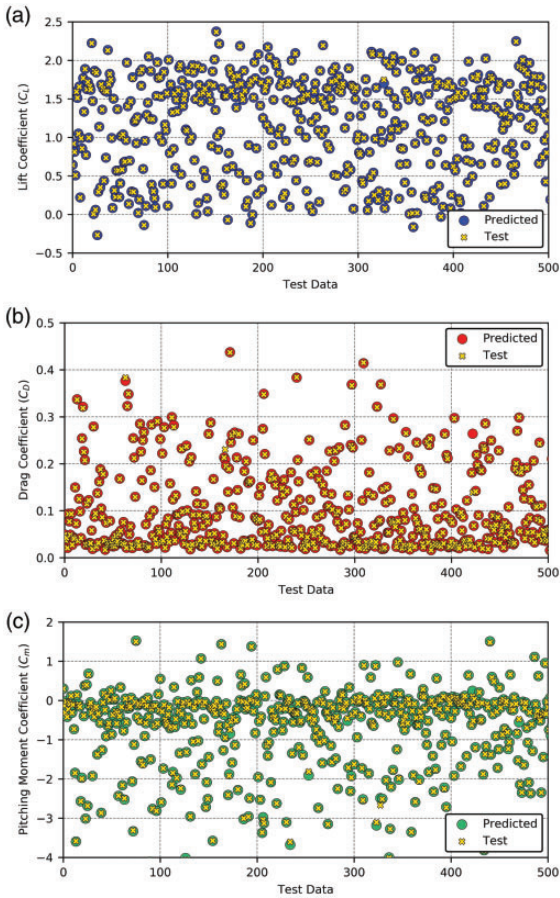 (a)
2.5
2.0
1.5
1.0
0.5
0.0
−0.5
Lift Coefficient (C_L)
Predicted
Test
0 100 200 300 400 500
Test Data
(b)
0.5
0.4
0.3
0.2
0.1
0.0
Drag Coefficient (C_D)
Predicted
Test
0 100 200 300 400 500
Test Data
(c)
2
1
0
−1
−2
−3
−4
Pitching Moment Coefficient (C_m)
Predicted
Test
0 100 200 300 400 500
Test Data